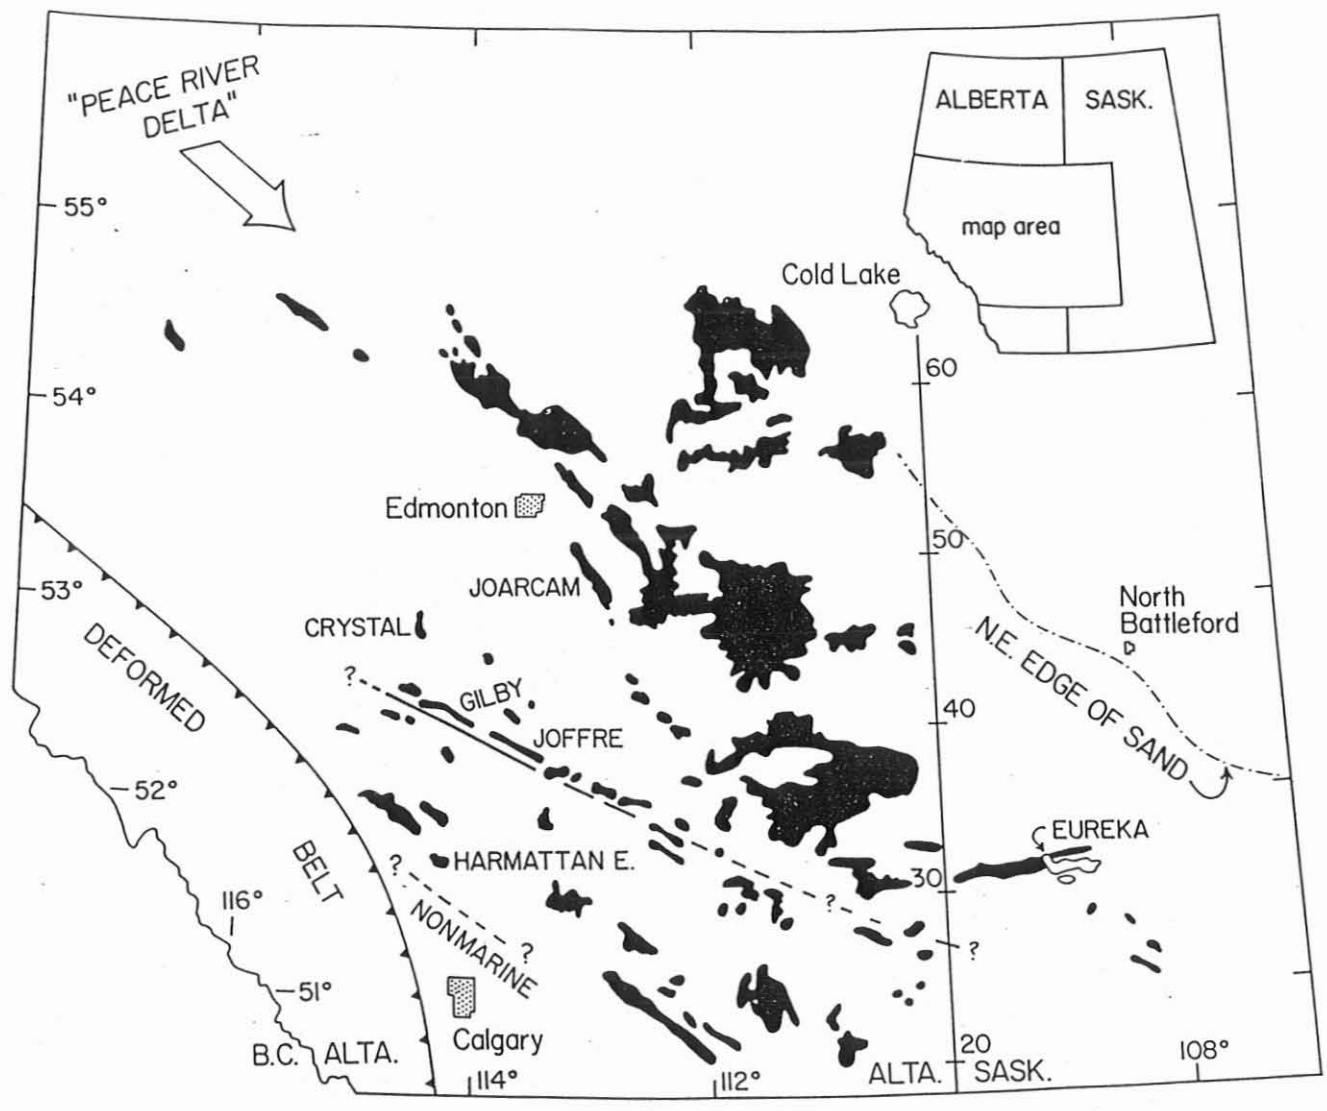 "PEACE RIVER
DELTA"
ALBERTA
SASK.
map area
55°
Cold Lake
60
54°
Edmonton
50
53°
JOARCAM
North
Battleford
CRYSTAL
N.E. EDGE OF SAND
DEFORMED
BELT
?
GILBY
40
JOFFRE
52°
EUREKA
?
HARMATTAN E.
30
116°
?
NONMARINE
?
?
51°
Calgary
B.C.
ALTA.
20
108°
114°
112°
ALTA.
SASK.